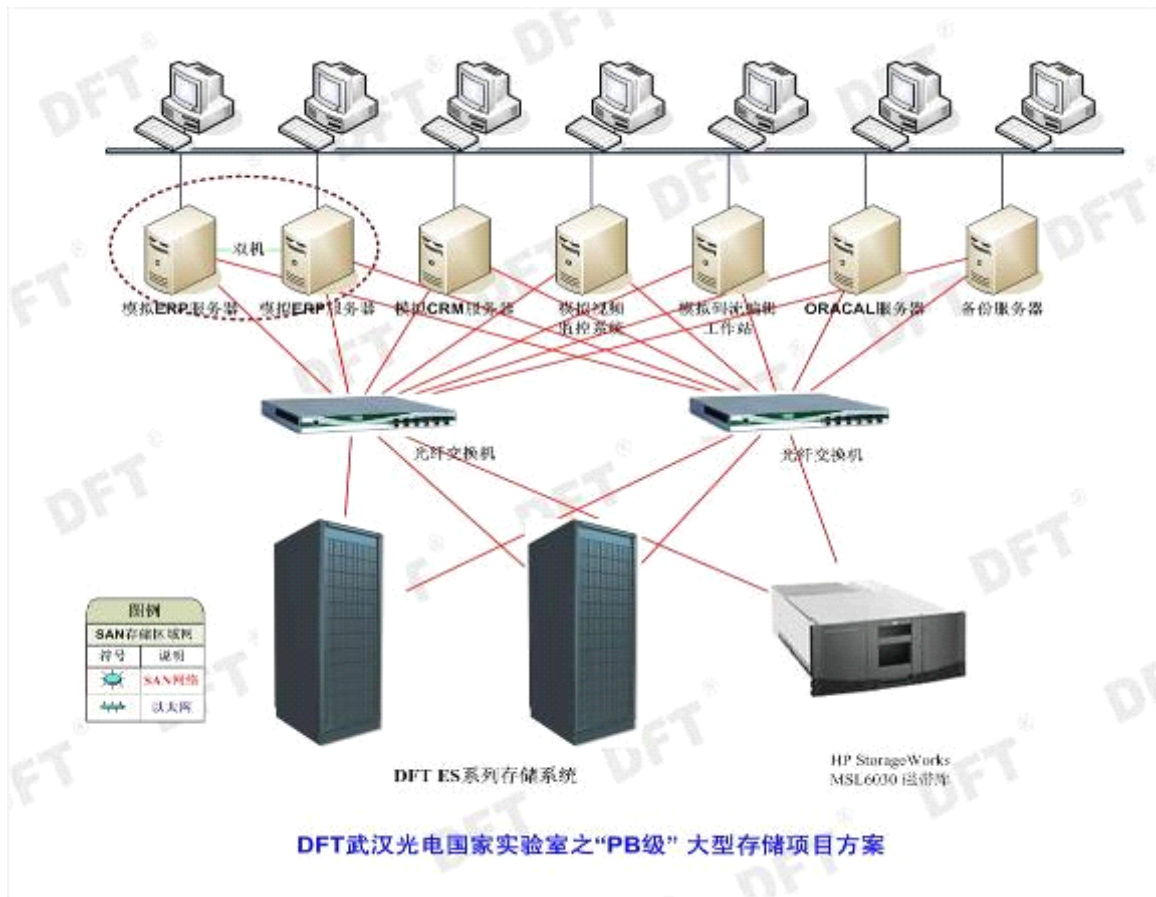 双机
模拟ERP服务器
模拟ERP服务器
模拟CRM服务器
模拟视频
监控系统
模拟到流编辑
工作站
ORACAL服务器
备份服务器
光纤交换机
光纤交换机
图例
SAN存储区域网
符号 说明
SAN网络
以太网
DFT ES系列存储系统
HP StorageWorks
MSL6030 磁带库
DFT武汉光电国家实验室之“PB级” 大型存储项目方案
DFT®